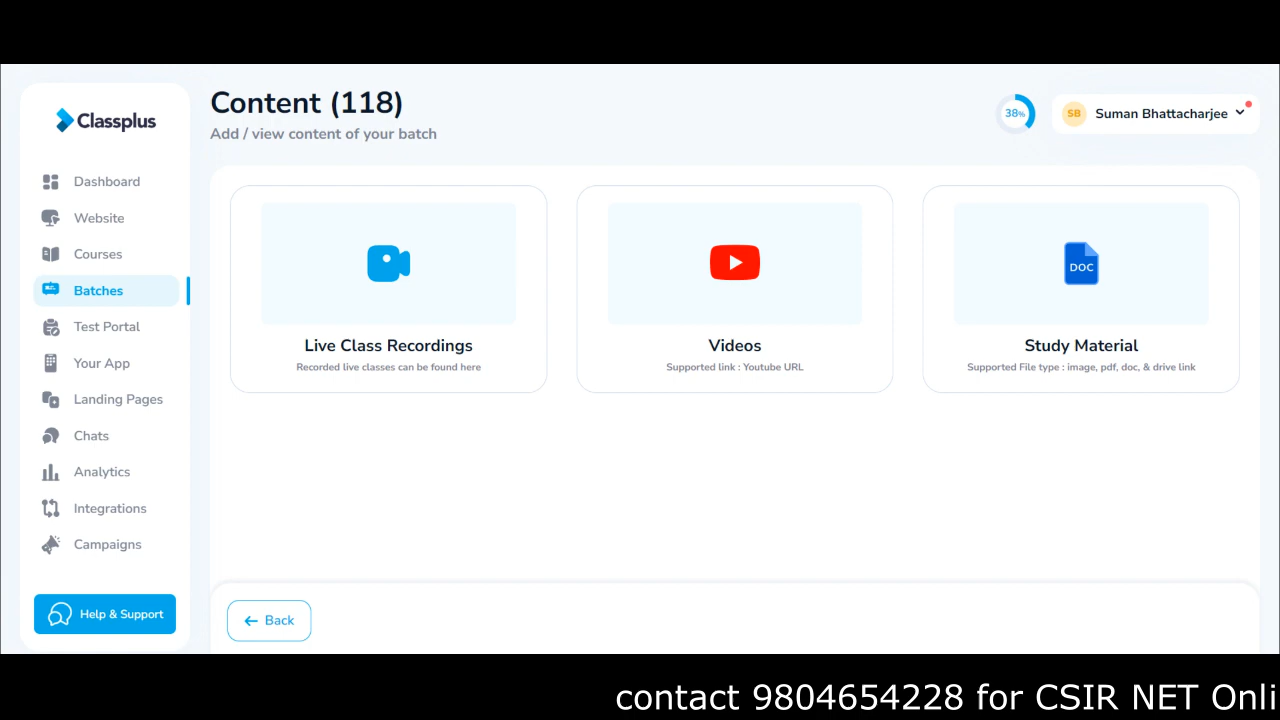 Classplus
Dashboard
Website
Courses
Batches
Test Portal
Your App
Landing Pages
Chats
Analytics
Integrations
Campaigns
Help & Support
Content (118)
Add / view content of your batch
38%
SB
Suman Bhattacharjee
Live Class Recordings
Recorded live classes can be found here
Videos
Supported link : Youtube URL
DOC
Study Material
Supported File type : image, pdf, doc, & drive link
Back
contact 9804654228 for CSIR NET Onli